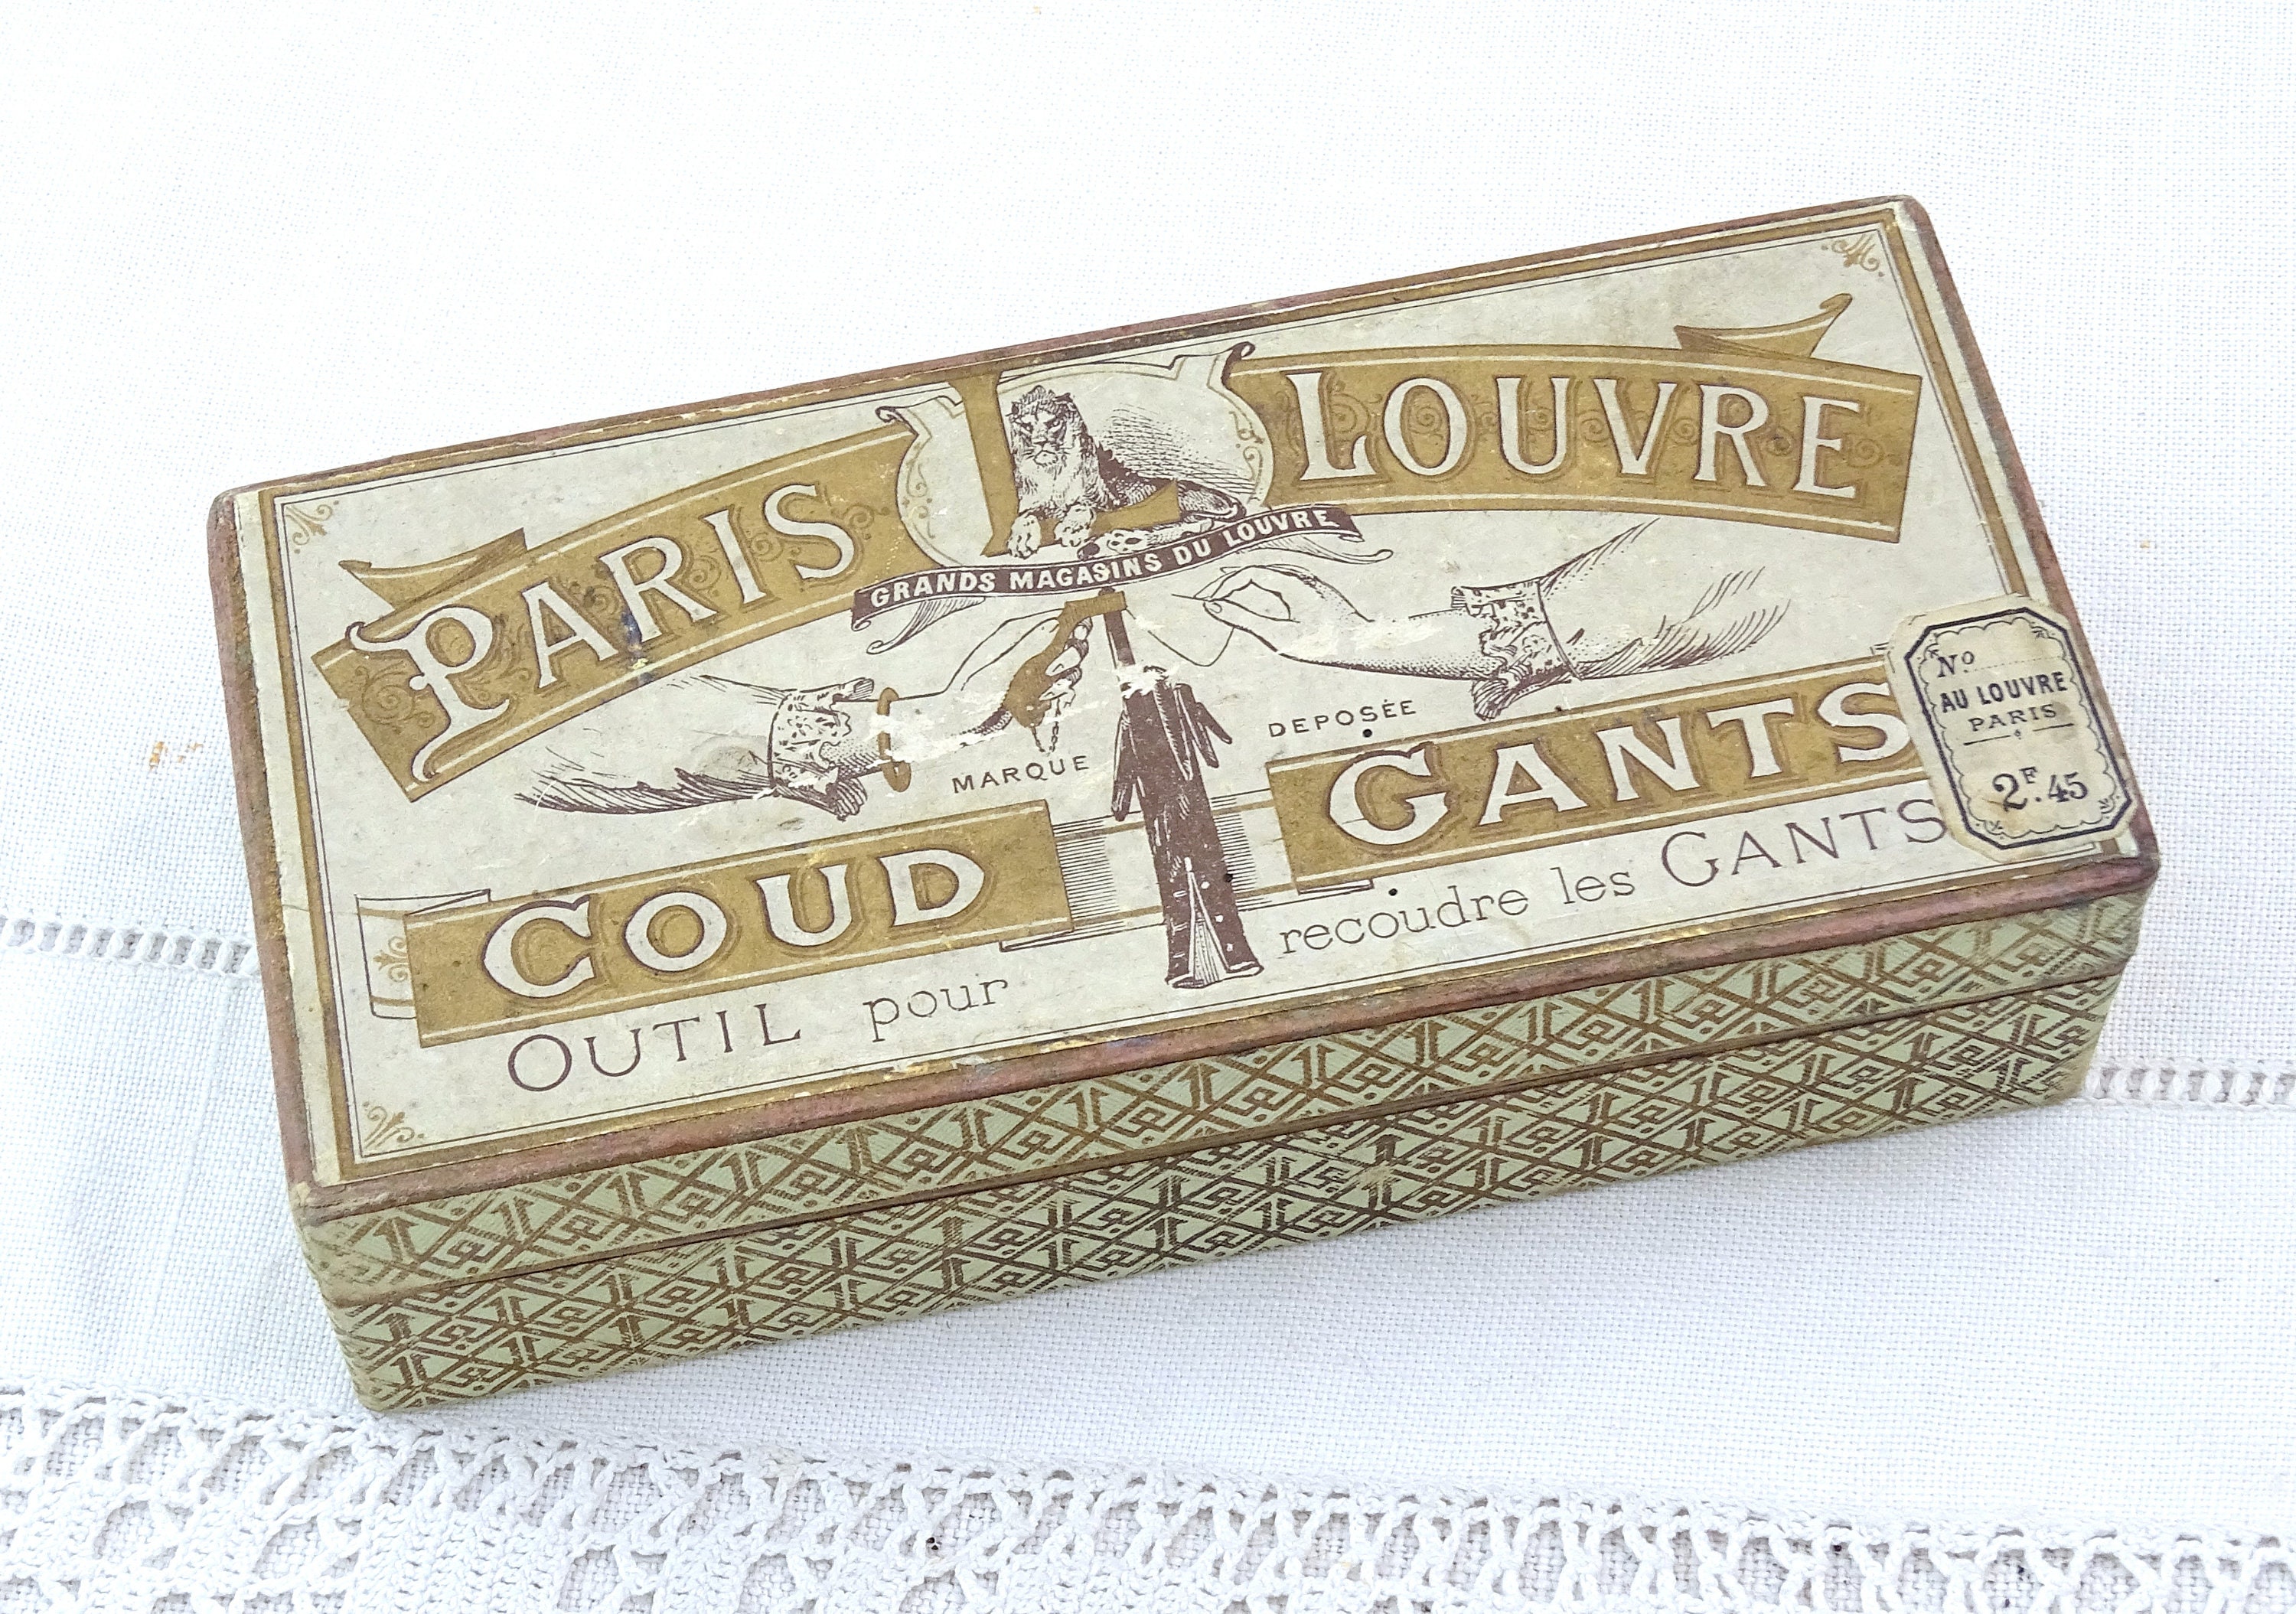 PARIS LOUVRE
L
GRANDS MAGASINS DU LOUVRE
MARQUE DEPOSÉE
COUD GANTS
OUTIL pour recoudre les GANTS
No
AU LOUVRE
PARIS
2F.45